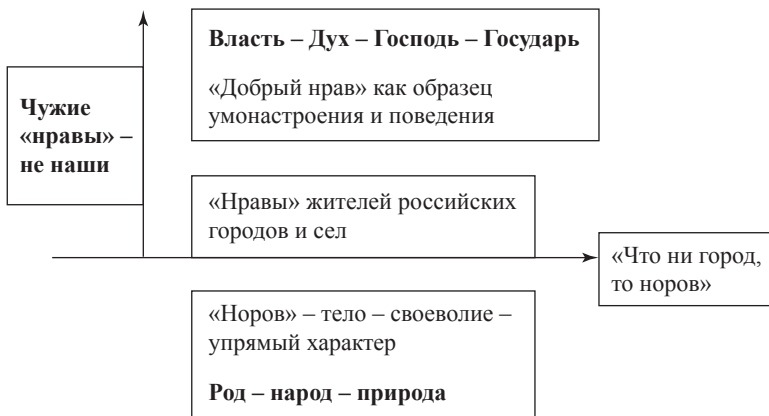 Власть – Дух – Господь – Государь
«Добрый нрав» как образец
умонастроения и поведения
Чужие
«нравы» –
не наши
«Нравы» жителей российских
городов и сел
«Что ни город,
то норов»
«Норов» – тело – своеволие –
упрямый характер
Род – народ – природа